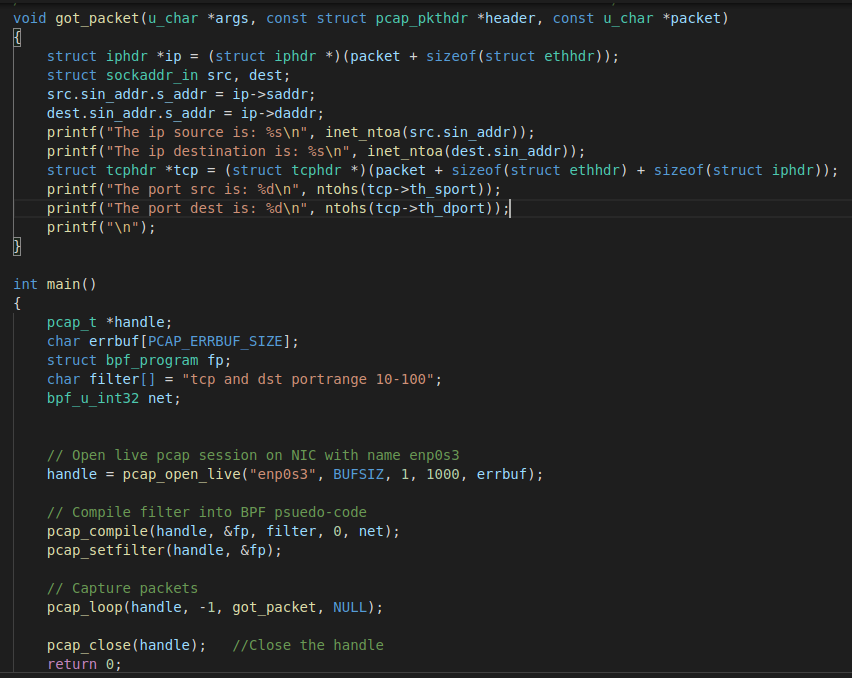 void got_packet(u_char *args, const struct pcap_pkthdr *header, const u_char *packet)
{
    struct iphdr *ip = (struct iphdr *)(packet + sizeof(struct ethhdr));
    struct sockaddr_in src, dest;
    src.sin_addr.s_addr = ip->saddr;
    dest.sin_addr.s_addr = ip->daddr;
    printf("The ip source is: %s\n", inet_ntoa(src.sin_addr));
    printf("The ip destination is: %s\n", inet_ntoa(dest.sin_addr));
    struct tcphdr *tcp = (struct tcphdr *)(packet + sizeof(struct ethhdr) + sizeof(struct iphdr));
    printf("The port src is: %d\n", ntohs(tcp->th_sport));
    printf("The port dest is: %d\n", ntohs(tcp->th_dport));
    printf("\n");
}

int main()
{
    pcap_t *handle;
    char errbuf[PCAP_ERRBUF_SIZE];
    struct bpf_program fp;
    char filter[] = "tcp and dst portrange 10-100";
    bpf_u_int32 net;


    // Open live pcap session on NIC with name enp0s3
    handle = pcap_open_live("enp0s3", BUFSIZ, 1, 1000, errbuf);

    // Compile filter into BPF psuedo-code
    pcap_compile(handle, &fp, filter, 0, net);
    pcap_setfilter(handle, &fp);

    // Capture packets
    pcap_loop(handle, -1, got_packet, NULL);

    pcap_close(handle);   //Close the handle
    return 0;